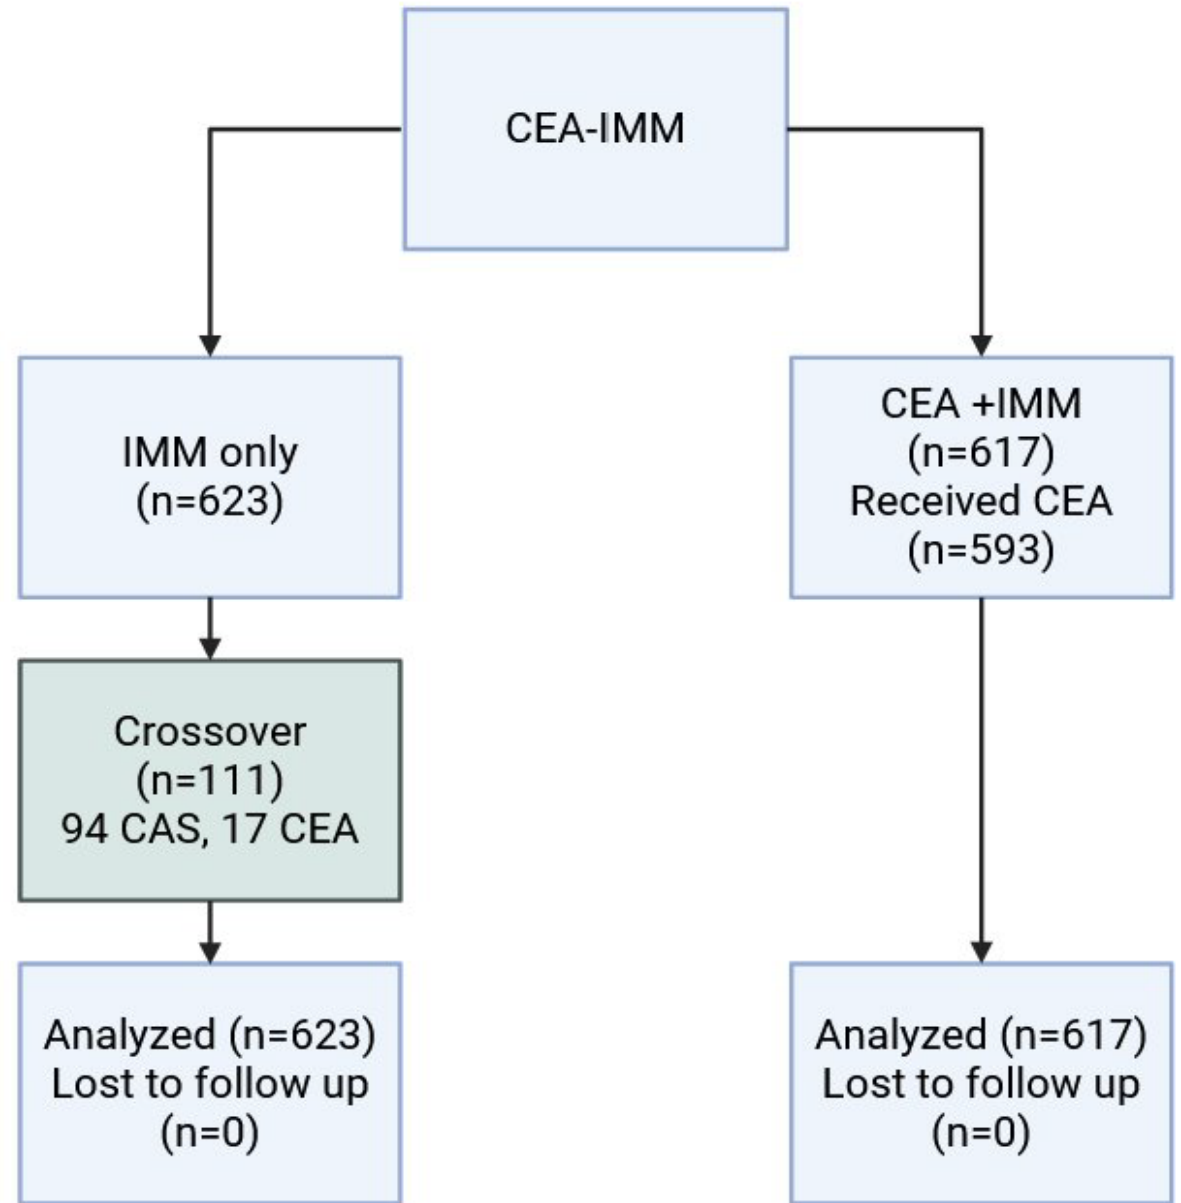 CEA-IMM
IMM only
(n=623)
CEA +IMM
(n=617)
Received CEA
(n=593)
Crossover
(n=111)
94 CAS, 17 CEA
Analyzed (n=623)
Lost to follow up
(n=0)
Analyzed (n=617)
Lost to follow up
(n=0)